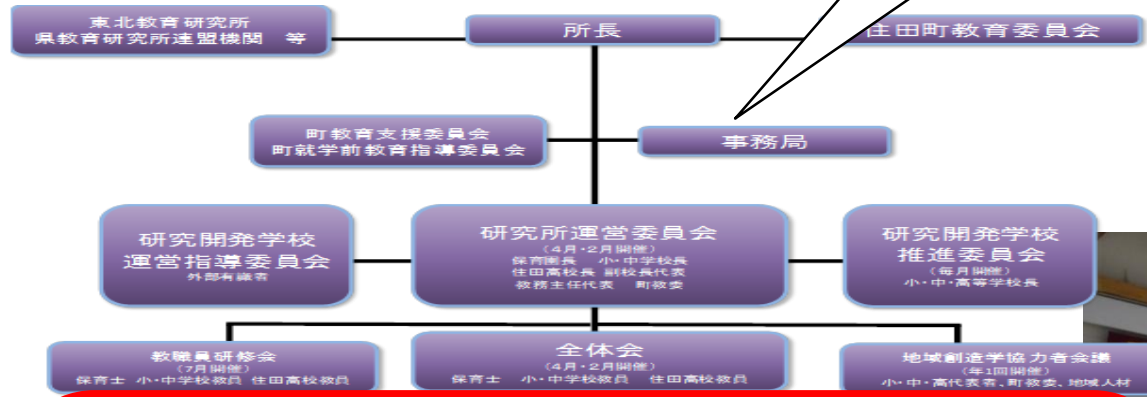 東北教育研究所
県教育研究所連盟機関 等
所長
住田町教育委員会
町教育支援委員会
町就学前教育指導委員会
事務局
研究開発学校
運営指導委員会
外部有識者
研究所運営委員会
(4月・2月開催)
保育園長 小・中学校長
住田高校長 副校長代表
教務主任代表 町教委
研究開発学校
推進委員会
(毎月開催)
小・中・高等学校長
教職員研修会
(7月開催)
保育士 小・中学校教員 住田高校教員
全体会
(4月・2月開催)
保育士 小・中学校教員 住田高校教員
地域創造学協力者会議
(年1回開催)
小・中・高代表者、町教委、地域人材